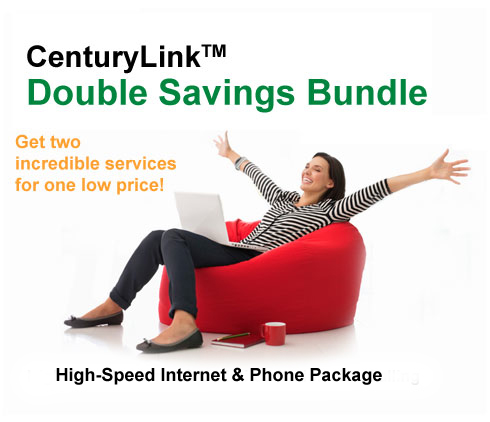 CenturyLink™
Double Savings Bundle
Get two
incredible services
for one low price!
High-Speed Internet & Phone Package